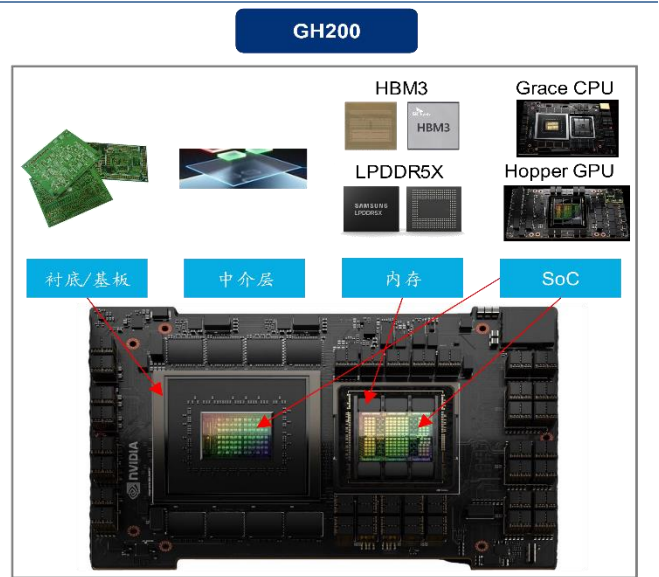 GH200
HBM3
Grace CPU
HBM3
LPDDR5X
Hopper GPU
SAMSUNG
LPDDR5X
衬底/基板
中介层
内存
SoC
NVIDIA